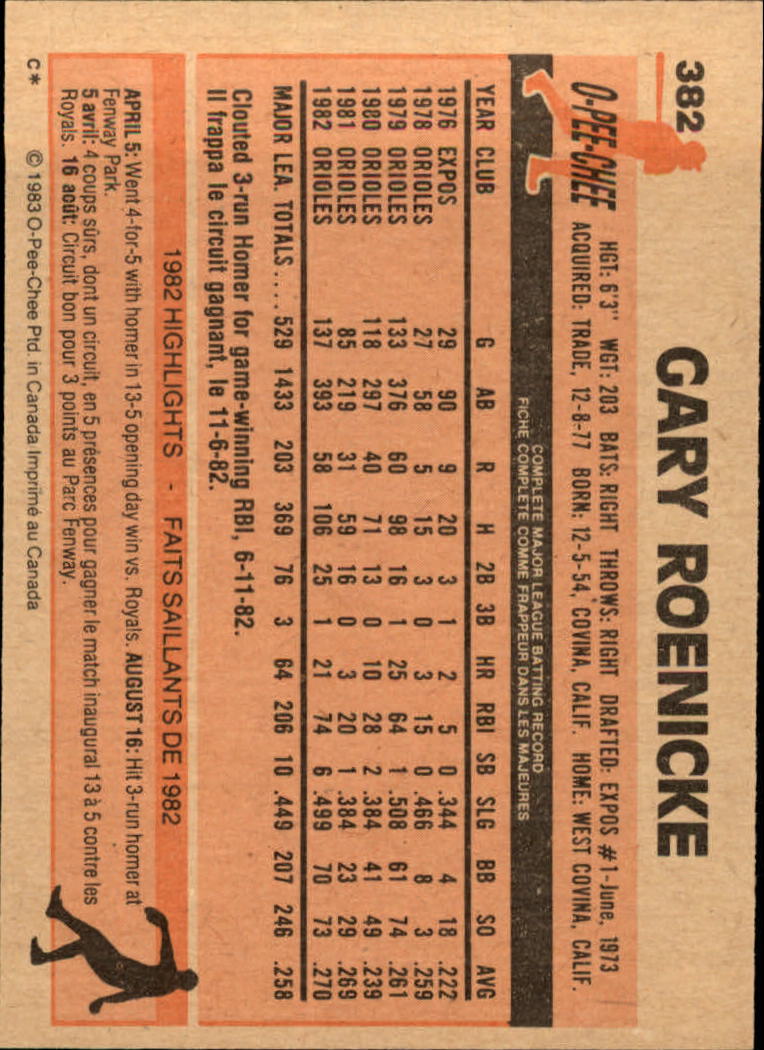 382
GARY ROENICKE
O-PEE-CHEE
HGT: 6'3" WGT: 203 BATS: RIGHT THROWS: RIGHT DRAFTED: EXPOS #1-June, 1973
ACQUIRED: TRADE, 12-8-77 BORN: 12-5-54, COVINA, CALIF. HOME: WEST COVINA, CALIF.
COMPLETE MAJOR LEAGUE BATTING RECORD
FICHE COMPLETE COMME FRAPPEUR DANS LES MAJEURES
YEAR CLUB G AB R H 2B 3B HR RBI SB SLG BB SO AVG
1976 EXPOS 29 90 9 20 3 1 2 5 0 .344 4 18 .222
1978 ORIOLES 27 58 5 15 3 0 3 15 0 .466 8 3 .259
1979 ORIOLES 133 376 60 98 16 1 25 64 1 .508 61 74 .261
1980 ORIOLES 118 297 40 71 13 0 10 28 2 .384 41 49 .239
1981 ORIOLES 85 219 31 59 16 0 3 20 1 .384 23 29 .269
1982 ORIOLES 137 393 58 106 25 1 21 74 6 .499 70 73 .270
MAJOR LEA. TOTALS .... 529 1433 203 369 76 3 64 206 10 .449 207 246 .258
Clouted 3-run Homer for game-winning RBI, 6-11-82.
Il frappa le circuit gagnant, le 11-6-82.
1982 HIGHLIGHTS - FAITS SAILLANTS DE 1982
APRIL 5: Went 4-for-5 with homer in 13-5 opening day win vs. Royals. AUGUST 16: Hit 3-run homer at
Fenway Park.
5 avril: 4 coups sûrs, dont un circuit, en 5 présences pour gagner le match inaugural 13 à 5 contre les
Royals. 16 août: Circuit bon pour 3 points au Parc Fenway.
C* © 1983 O-Pee-Chee Ptd. in Canada Imprimé au Canada